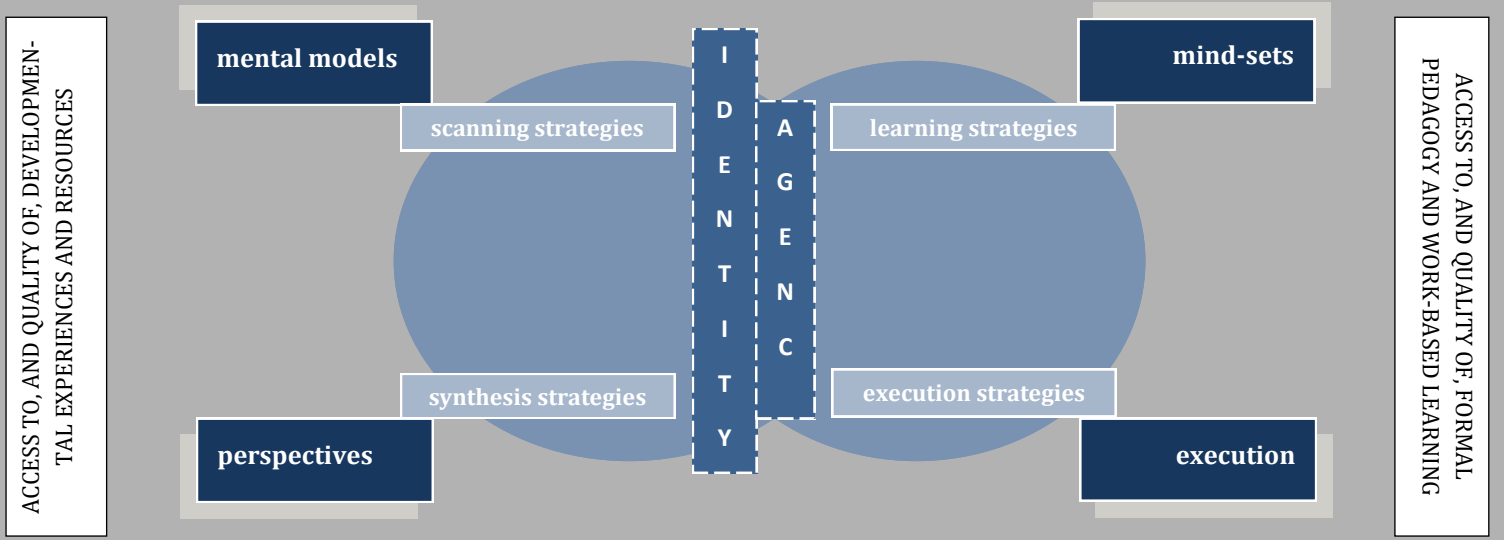 ACCESS TO, AND QUALITY OF, DEVELOPMEN-
TAL EXPERIENCES AND RESOURCES
mental models
scanning strategies
synthesis strategies
perspectives
I
D
E
N
T
I
T
Y
A
G
E
N
C
mind-sets
learning strategies
execution strategies
execution
ACCESS TO, AND QUALITY OF, FORMAL
PEDAGOGY AND WORK-BASED LEARNING